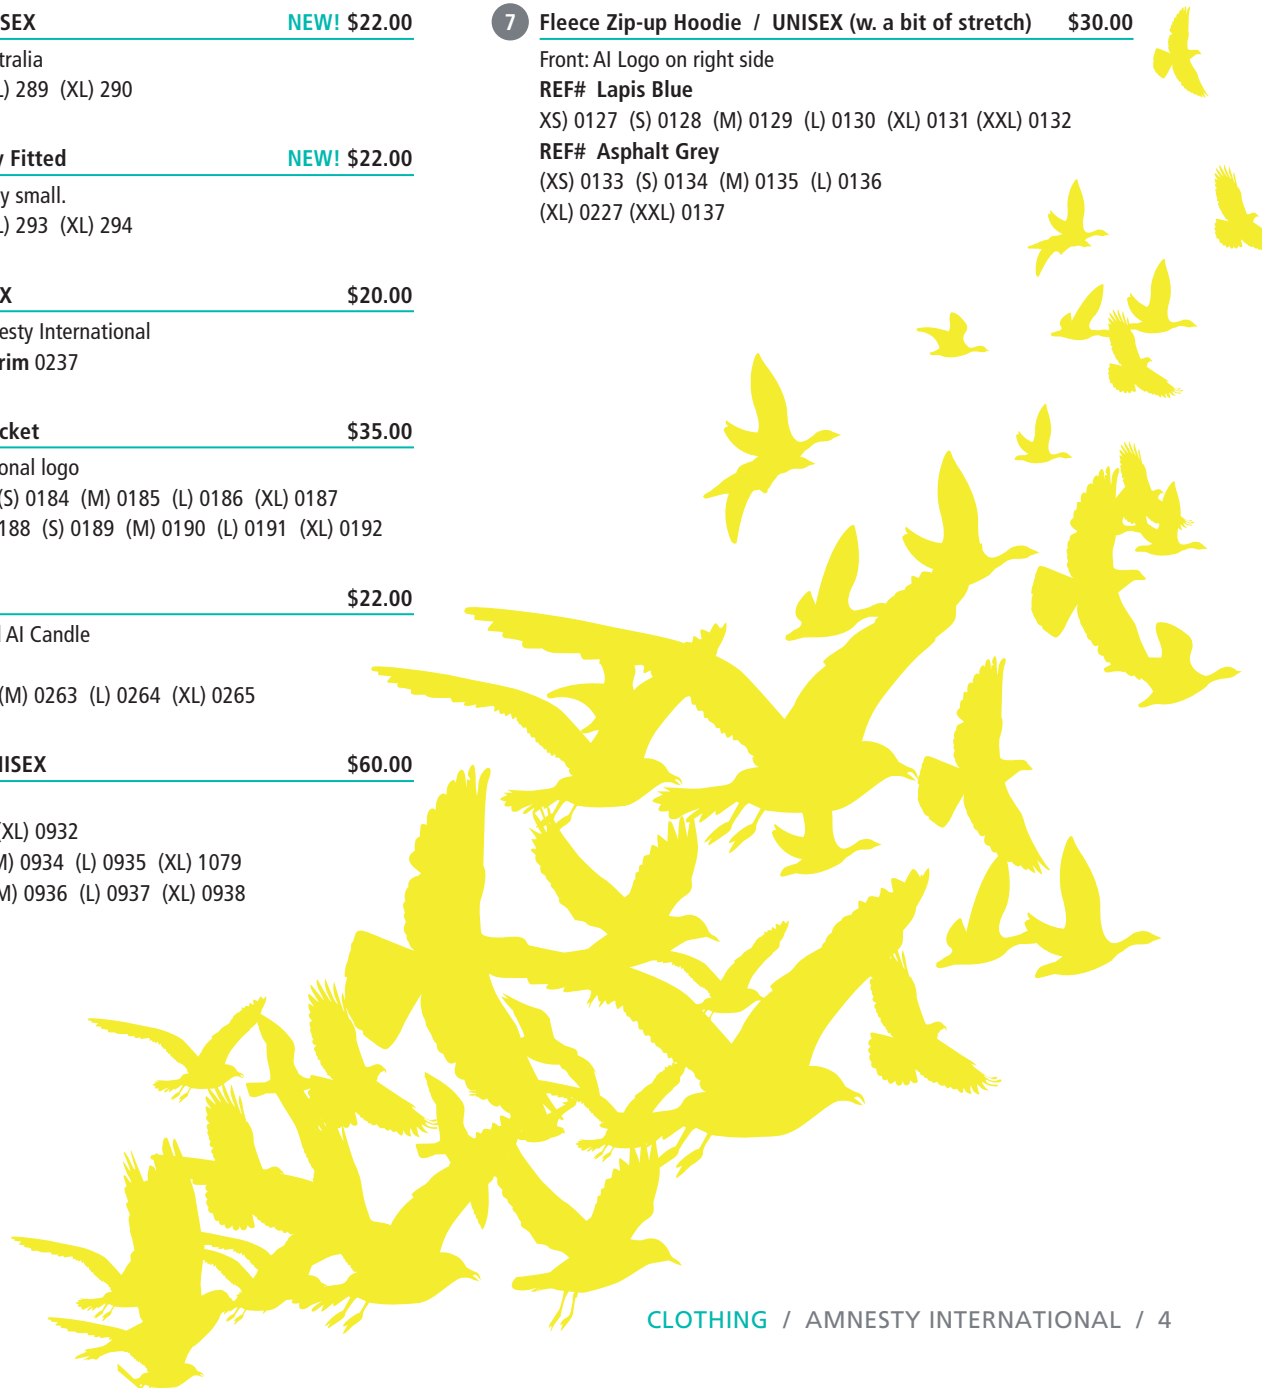 SEX NEW! $22.00
tralia
L) 289 (XL) 290
y Fitted NEW! $22.00
y small.
L) 293 (XL) 294
X $20.00
esty International
rim 0237
cket $35.00
onal logo
(S) 0184 (M) 0185 (L) 0186 (XL) 0187
188 (S) 0189 (M) 0190 (L) 0191 (XL) 0192
$22.00
AI Candle
(M) 0263 (L) 0264 (XL) 0265
NISEX $60.00
(XL) 0932
M) 0934 (L) 0935 (XL) 1079
M) 0936 (L) 0937 (XL) 0938
7 Fleece Zip-up Hoodie / UNISEX (w. a bit of stretch) $30.00
Front: AI Logo on right side
REF# Lapis Blue
XS) 0127 (S) 0128 (M) 0129 (L) 0130 (XL) 0131 (XXL) 0132
REF# Asphalt Grey
(XS) 0133 (S) 0134 (M) 0135 (L) 0136
(XL) 0227 (XXL) 0137
CLOTHING / AMNESTY INTERNATIONAL / 4